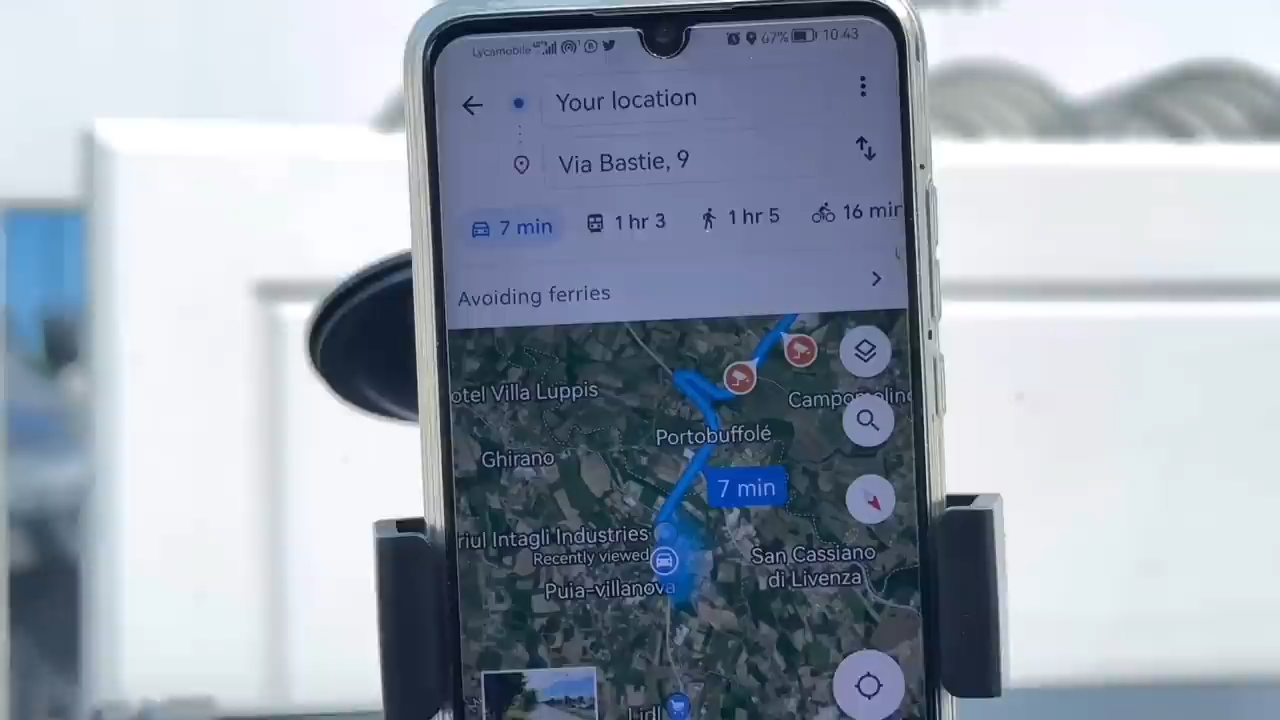 Lycamobile
67% 10.43
Your location
Via Bastie, 9
7 min 1 hr 3 1 hr 5 16 min
Avoiding ferries
otel Villa Luppis
Portobuffolé
Ghirano
7 min
riul Intagli Industries
Recently viewed
San Cassiano
di Livenza
Puia-villanova
Lidl